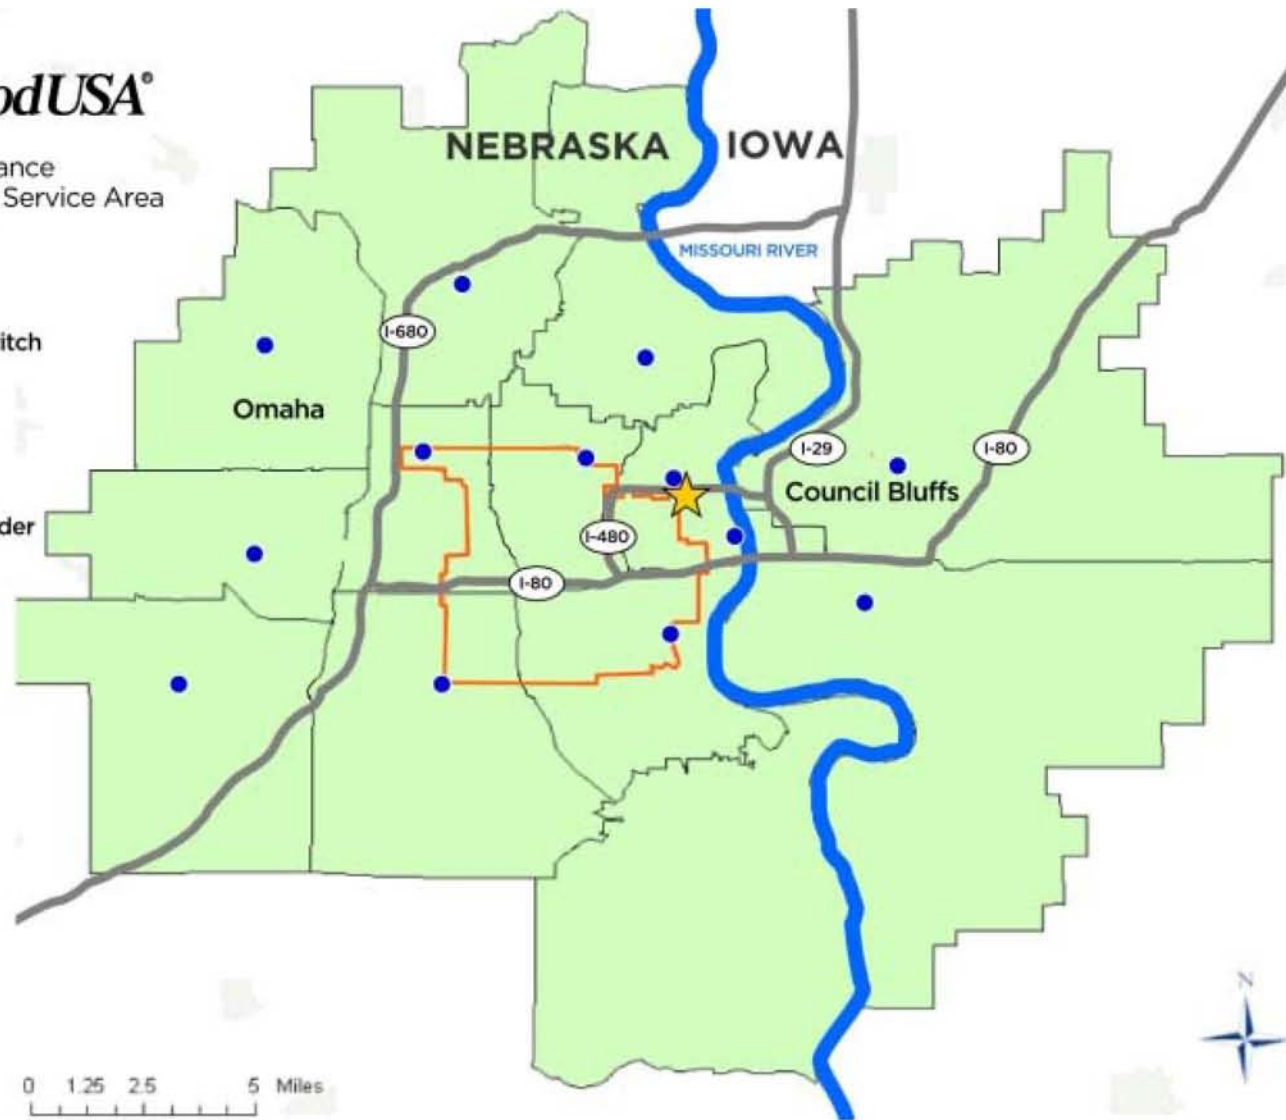 odUSA®
ance
Service Area
NEBRASKA IOWA
MISSOURI RIVER
I-680
itch
Omaha
I-29
I-80
Council Bluffs
der
I-480
I-80
N
0 1.25 2.5 5 Miles